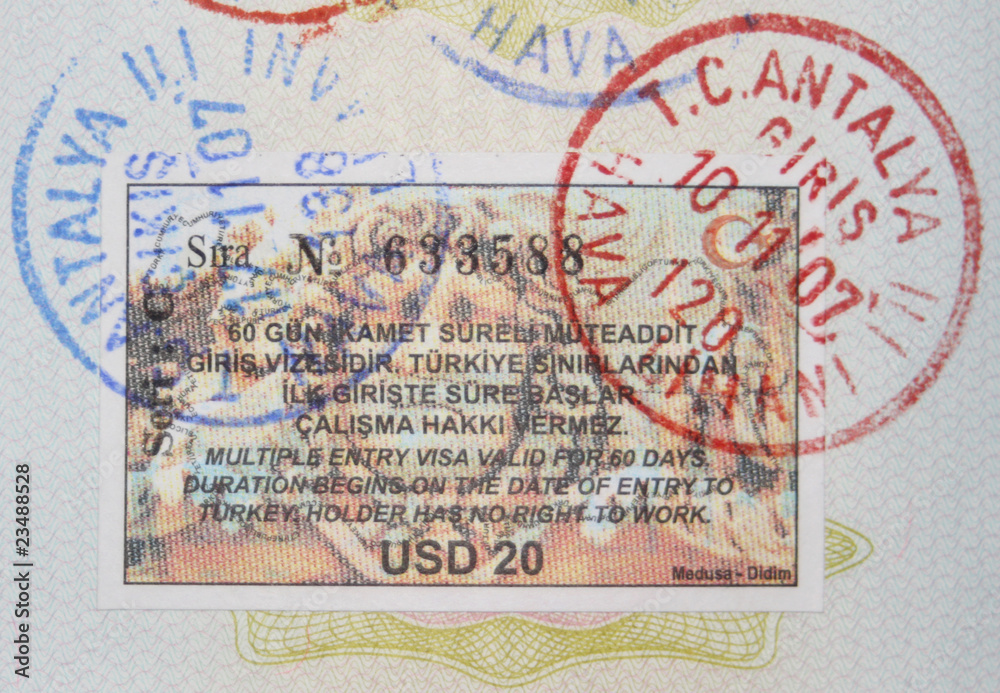 HAVA
ANTALYA İLİ
T.C. ANTALYA İLİ
GİRİŞ
10 11 07
HAVA
Sıra № 633588
Seri : C
60 GÜN İKAMET SÜRELİ MÜTEADDİT
GİRİŞ VİZESİDİR. TÜRKİYE SINIRLARINDAN
İLK GİRİŞTE SÜRE BAŞLAR.
ÇALIŞMA HAKKI VERMEZ.
MULTIPLE ENTRY VISA VALID FOR 60 DAYS.
DURATION BEGINS ON THE DATE OF ENTRY TO
TURKEY. HOLDER HAS NO RIGHT TO WORK.
USD 20
Medusa - Didim
Adobe Stock | #23488528